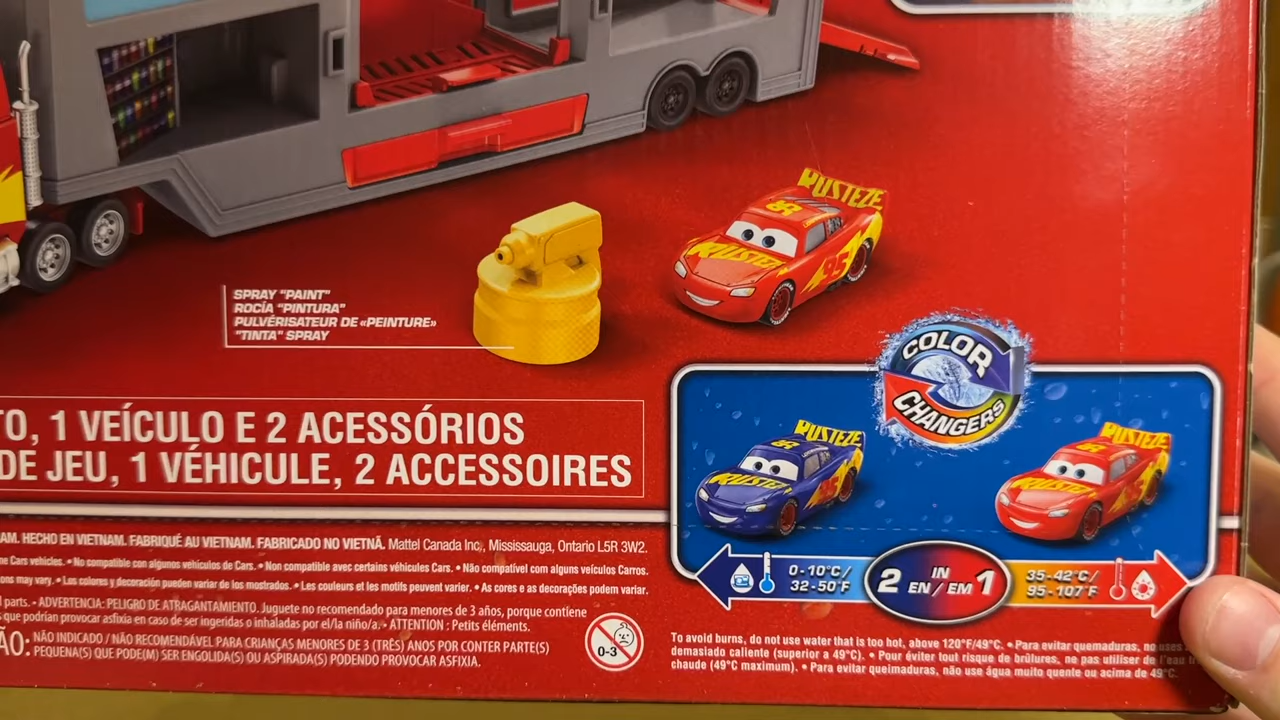 RUSTEZE
RUSTEZE
95
SPRAY "PAINT"
ROCÍA "PINTURA"
PULVÉRISATEUR DE «PEINTURE»
"TINTA" SPRAY
COLOR
CHANGERS
TO, 1 VEÍCULO E 2 ACESSÓRIOS
DE JEU, 1 VÉHICULE, 2 ACCESSOIRES
RUSTEZE
RUSTEZE
0-10°C/
32-50°F
2 IN EN/EM 1
35-42°C/
95-107°F
AM. HECHO EN VIETNAM. FABRIQUÉ AU VIETNAM. FABRICADO NO VIETNÃ. Mattel Canada Inc., Mississauga, Ontario L5R 3W2.
me Cars vehicles. • No compatible con algunos vehículos de Cars. • Non compatible avec certains véhicules Cars. • Não compatível com alguns veículos Carros.
ons may vary. • Los colores y decoración pueden variar de los mostrados. • Les couleurs et les motifs peuvent varier. • As cores e as decorações podem variar.
l parts. • ADVERTENCIA: PELIGRO DE ATRAGANTAMIENTO. Juguete no recomendado para menores de 3 años, porque contiene
que podrían provocar asfixia en caso de ser ingeridas o inhaladas por el/la niño/a. • ATTENTION : Petits éléments.
ÃO: NÃO INDICADO / NÃO RECOMENDÁVEL PARA CRIANÇAS MENORES DE 3 (TRÊS) ANOS POR CONTER PARTE(S)
PEQUENA(S) QUE PODE(M) SER ENGOLIDA(S) OU ASPIRADA(S) PODENDO PROVOCAR ASFIXIA.
0-3
To avoid burns, do not use water that is too hot, above 120°F/49°C. • Para evitar quemaduras, no uses
demasiado caliente (superior a 49°C). • Pour éviter tout risque de brûlures, ne pas utiliser de l'eau
chaude (49°C maximum). • Para evitar queimaduras, não use água muito quente ou acima de 49°C.